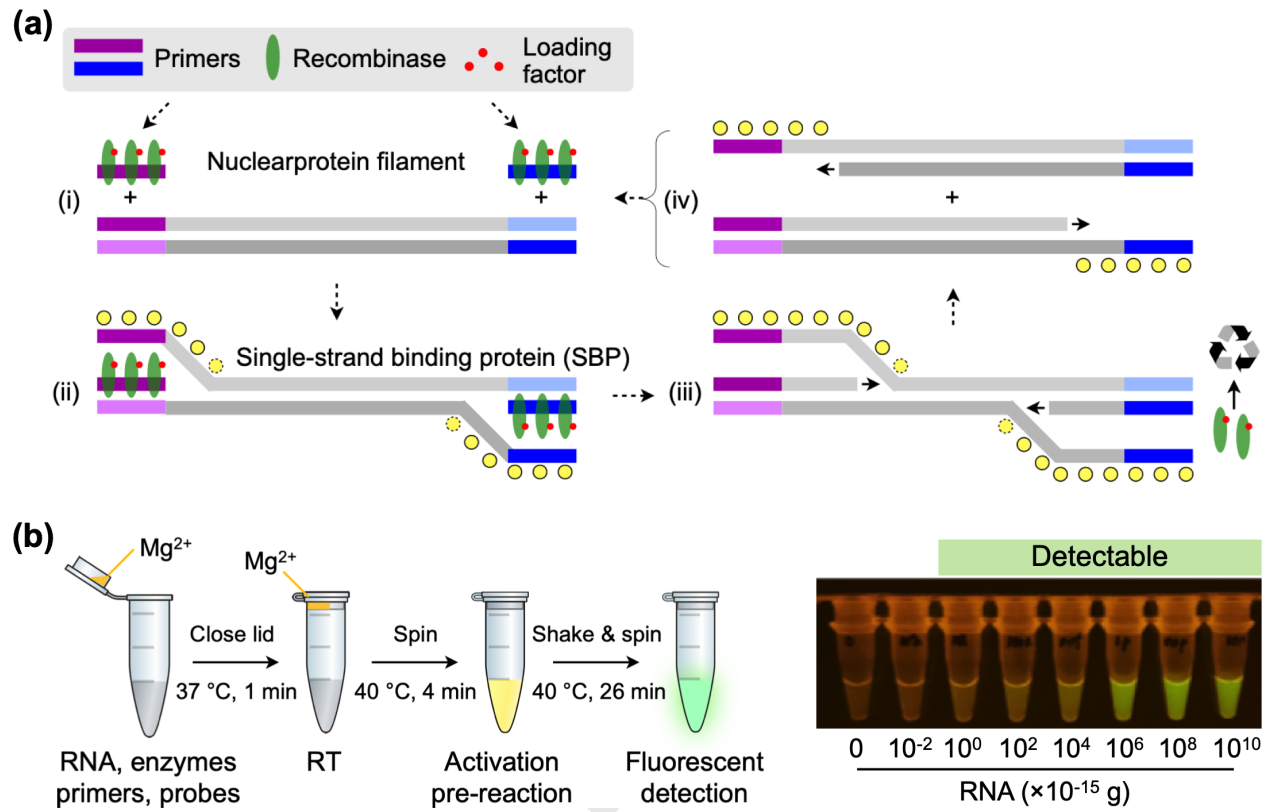 (a)
Primers
Recombinase
Loading
factor
Nuclearprotein filament
(i)
+
+
(iv)
+
Single-strand binding protein (SBP)
(ii)
(iii)
(b)
Mg²⁺
Mg²⁺
Close lid
37 °C, 1 min
Spin
40 °C, 4 min
Shake & spin
40 °C, 26 min
RNA, enzymes
primers, probes
RT
Activation
pre-reaction
Fluorescent
detection
Detectable
0 10⁻² 10⁰ 10² 10⁴ 10⁶ 10⁸ 10¹⁰
RNA (×10⁻¹⁵ g)